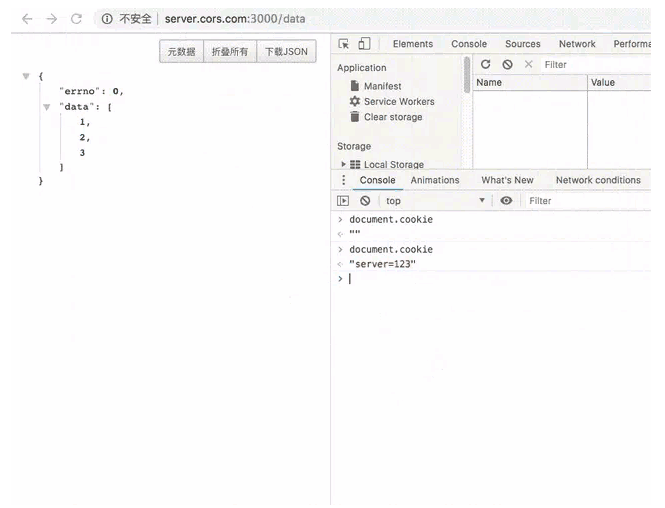 不安全 | server.cors.com:3000/data
元数据 折叠所有 下载JSON
{
"errno": 0,
"data": [
1,
2,
3
]
}
Elements Console Sources Network Performa
Application
Manifest
Service Workers
Clear storage
Storage
Local Storage
Filter
Name Value
Console Animations What's New Network conditions
top Filter
> document.cookie
< ""
> document.cookie
< "server=123"
>